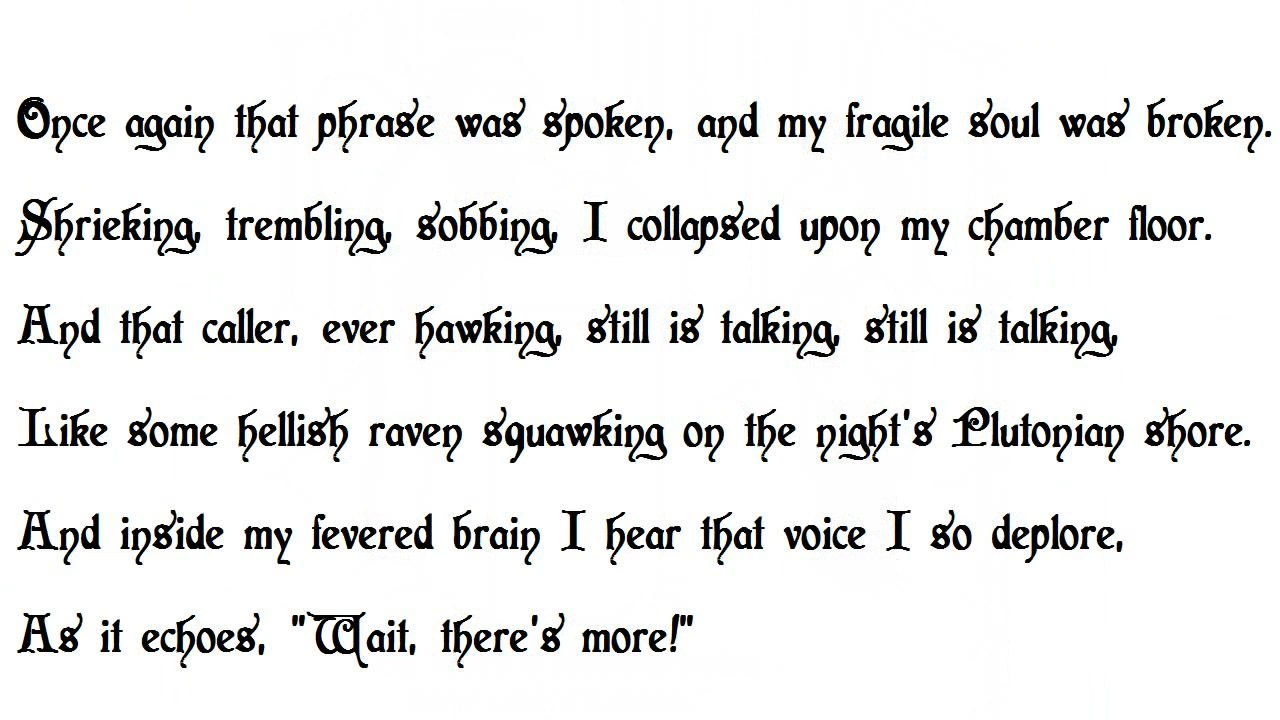 Once again that phrase was spoken, and my fragile soul was broken.
Shrieking, trembling, sobbing, I collapsed upon my chamber floor.
And that caller, ever hawking, still is talking, still is talking,
Like some hellish raven squawking on the night's Plutonian shore.
And inside my fevered brain I hear that voice I so deplore,
As it echoes, "Wait, there's more!"